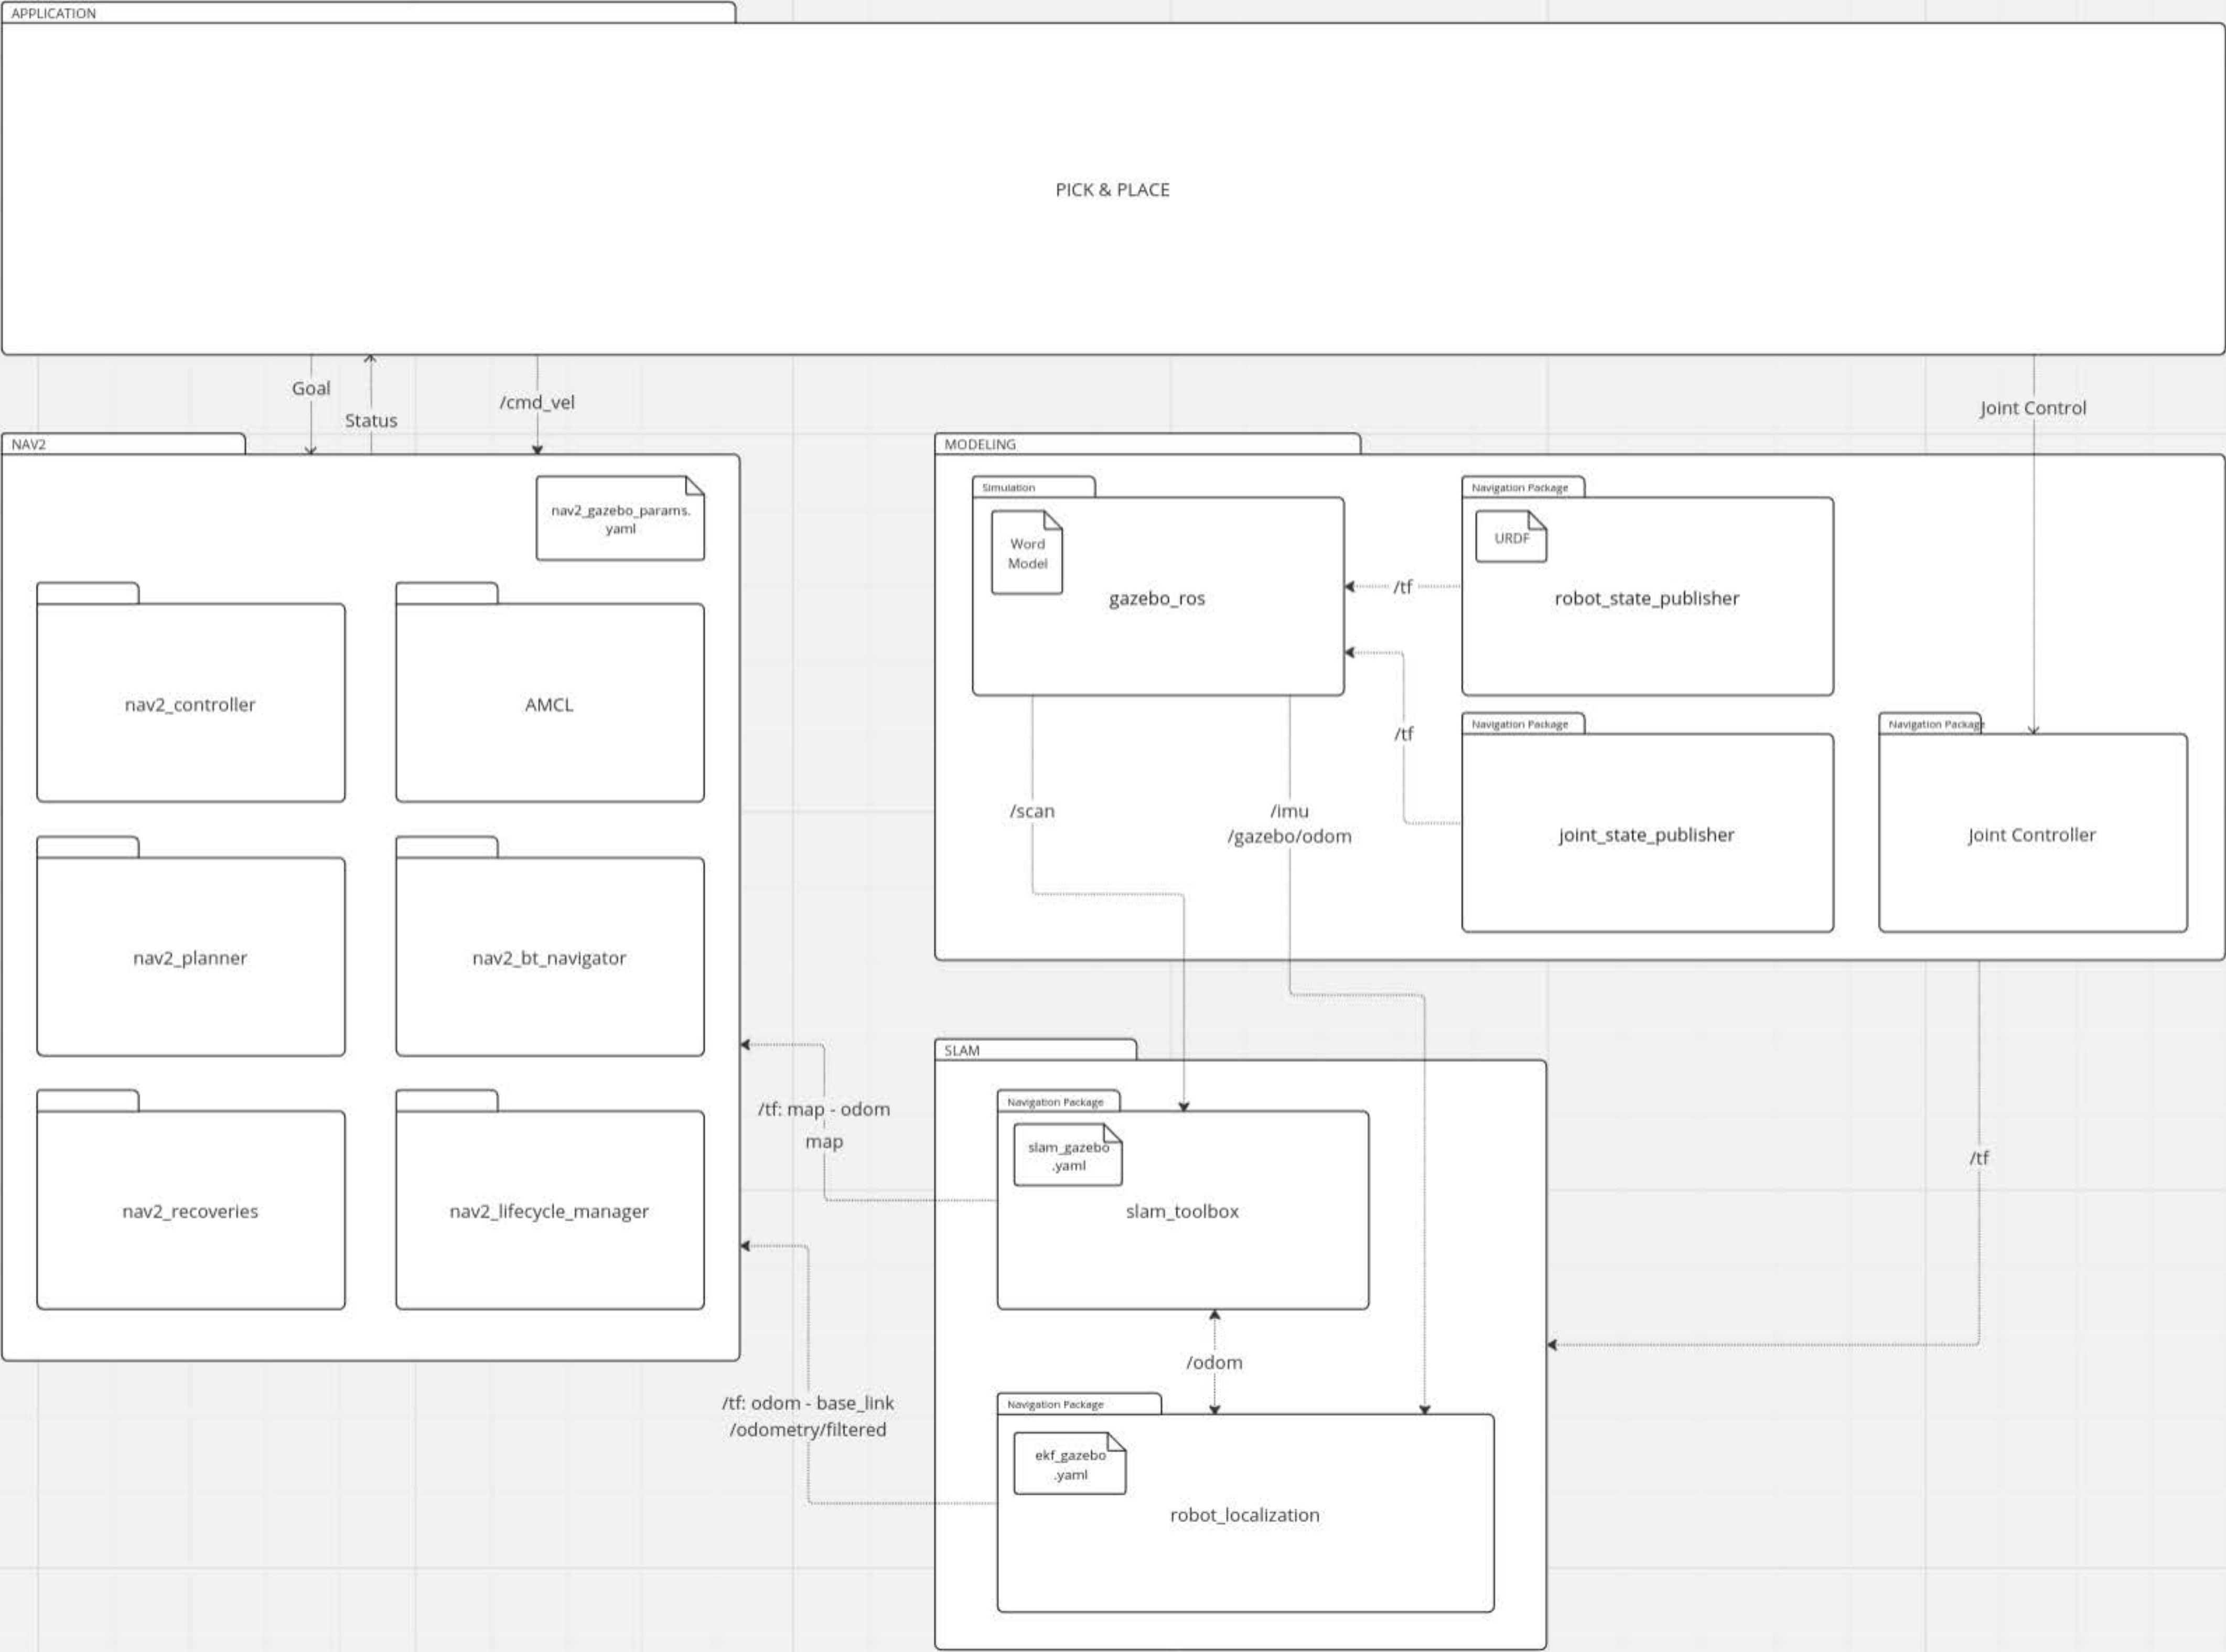 APPLICATION
PICK & PLACE
Goal
Status
/cmd_vel
Joint Control
NAV2
nav2_gazebo_params.
yaml
nav2_controller
AMCL
nav2_planner
nav2_bt_navigator
nav2_recoveries
nav2_lifecycle_manager
MODELING
Simulation
Word
Model
gazebo_ros
/tf
Navigation Package
URDF
robot_state_publisher
/tf
Navigation Package
joint_state_publisher
Navigation Package
Joint Controller
/scan
/imu
/gazebo/odom
/tf: map - odom
map
/tf: odom - base_link
/odometry/filtered
SLAM
Navigation Package
slam_gazebo
.yaml
slam_toolbox
/odom
Navigation Package
ekf_gazebo
.yaml
robot_localization
/tf